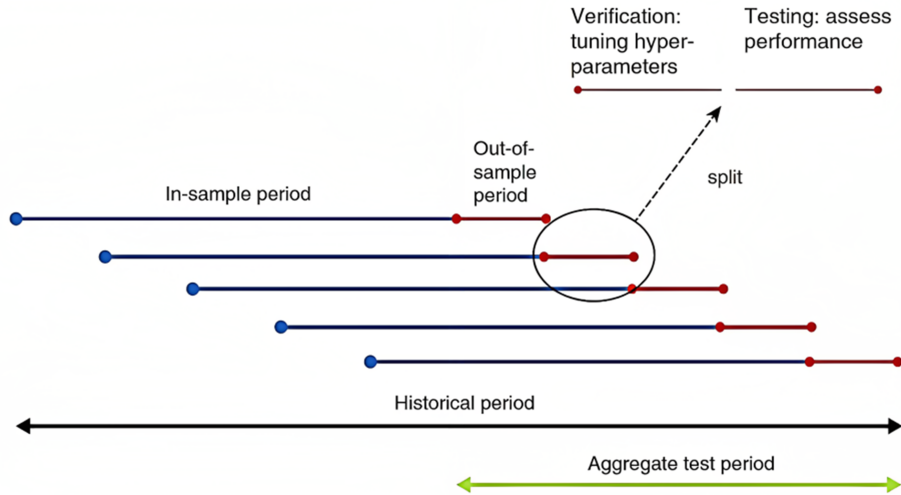 Verification:
tuning hyper-
parameters
Testing: assess
performance
Out-of-
sample
period
In-sample period
split
Historical period
Aggregate test period